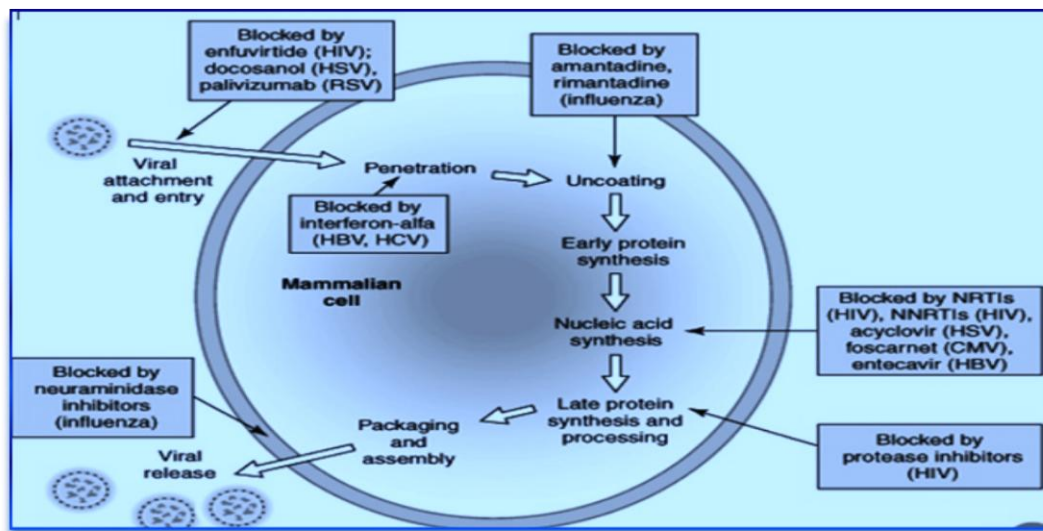 Blocked by
enfuvirtide (HIV);
docosanol (HSV),
palivizumab (RSV)
Blocked by
amantadine,
rimantadine
(influenza)
Viral
attachment
and entry
Penetration
Uncoating
Blocked by
interferon-alfa
(HBV, HCV)
Early protein
synthesis
Mammalian
cell
Nucleic acid
synthesis
Blocked by NRTIs
(HIV), NNRTIs (HIV),
acyclovir (HSV),
foscarnet (CMV),
entecavir (HBV)
Blocked by
neuraminidase
inhibitors
(influenza)
Late protein
synthesis and
processing
Packaging
and
assembly
Blocked by
protease inhibitors
(HIV)
Viral
release